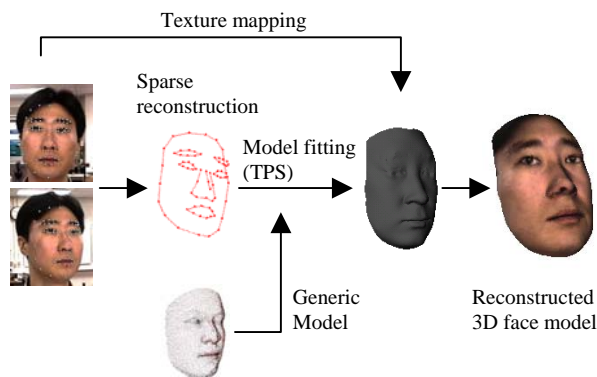 Texture mapping
Sparse
reconstruction
Model fitting
(TPS)
Generic
Model
Reconstructed
3D face model